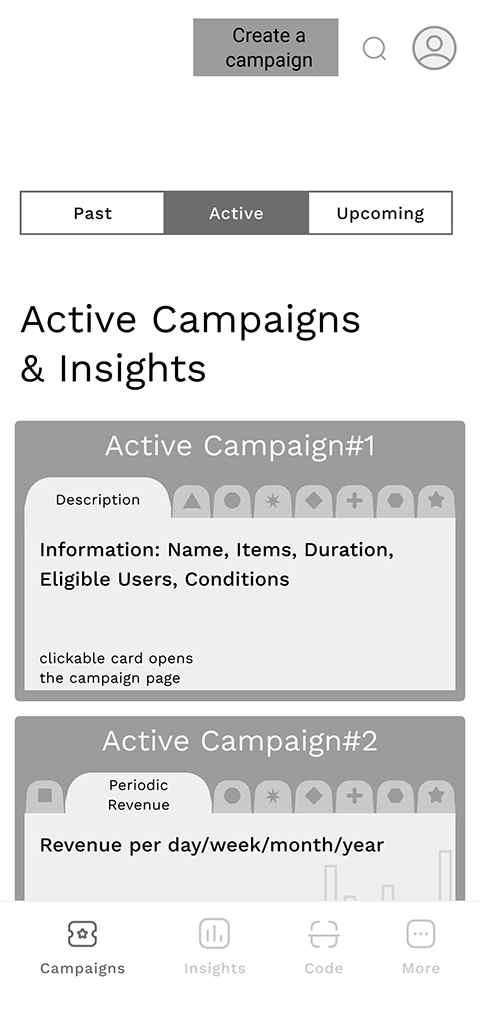 Create a
campaign
Past
Active
Upcoming
Active Campaigns
& Insights
Active Campaign#1
Description
Information: Name, Items, Duration,
Eligible Users, Conditions
clickable card opens
the campaign page
Active Campaign#2
Periodic
Revenue
Revenue per day/week/month/year
Campaigns
Insights
Code
More